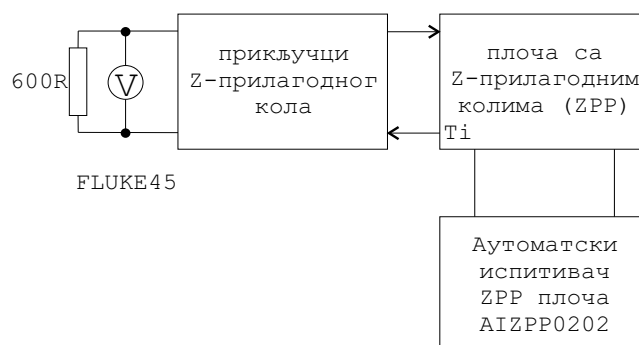 600R
V
FLUKE45
прикључци
Z-прилагодног
кола
плоча са
Z-прилагодним
колима (ZPP)
Ti
Аутоматски
испитивач
ZPP плоча
AIZPP0202